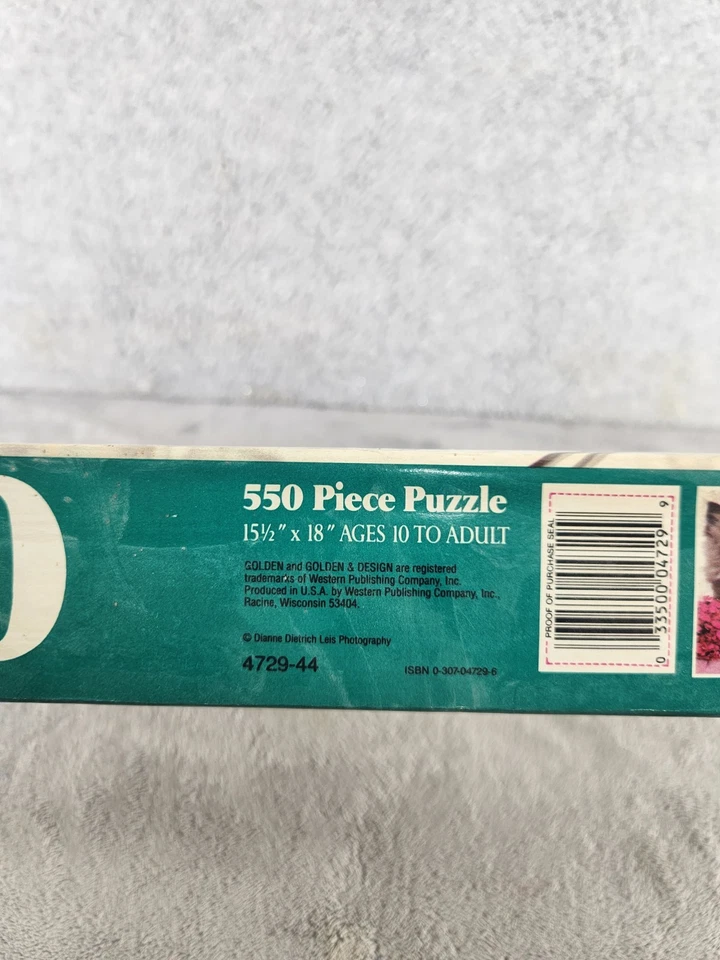 550 Piece Puzzle
15½" x 18" AGES 10 TO ADULT
GOLDEN and GOLDEN & DESIGN are registered
trademarks of Western Publishing Company, Inc.
Produced in U.S.A. by Western Publishing Company, Inc.,
Racine, Wisconsin 53404.
© Dianne Dietrich Leis Photography
4729-44
ISBN 0-307-04729-6
PROOF OF PURCHASE SEAL
0 33500 04729 9